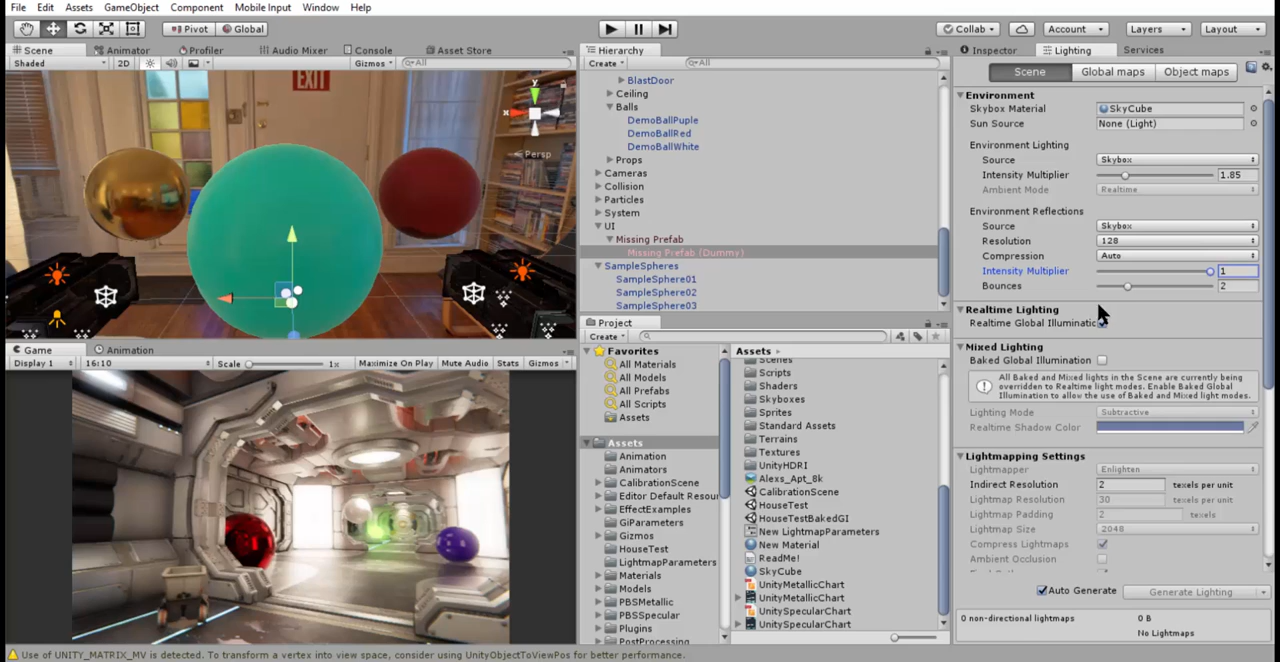 File Edit Assets GameObject Component Mobile Input Window Help
Pivot Global Collab Account Layers Layout
Scene Animator Profiler Audio Mixer Console Asset Store
Shaded 2D Gizmos All
EXIT
y
x
Persp
Game Animation
Display 1 16:10 Scale 1x Maximize On Play Mute Audio Stats Gizmos
Hierarchy
Create All
BlastDoor
Ceiling
Balls
DemoBallPuple
DemoBallRed
DemoBallWhite
Props
Cameras
Collision
Particles
System
UI
Missing Prefab
Missing Prefab (Dummy)
SampleSpheres
SampleSphere01
SampleSphere02
SampleSphere03
Project
Create
Favorites
All Materials
All Models
All Prefabs
All Scripts
Assets
Assets
Animation
Animators
CalibrationScene
Editor Default Resour
EffectExamples
GiParameters
Gizmos
HouseTest
LightmapParameters
Materials
Models
PBSMetallic
PBSSpecular
Plugins
PostProcessing
Assets
Scenes
Scripts
Shaders
Skyboxes
Sprites
Standard Assets
Terrains
Textures
UnityHDRI
Alexs_Apt_8k
CalibrationScene
HouseTest
HouseTestBakedGI
New LightmapParameters
New Material
ReadMe!
SkyCube
UnityMetallicChart
UnityMetallicChart
UnitySpecularChart
UnitySpecularChart
Inspector Lighting Services
Scene Global maps Object maps
Environment
Skybox Material SkyCube
Sun Source None (Light)
Environment Lighting
Source Skybox
Intensity Multiplier 1.85
Ambient Mode Realtime
Environment Reflections
Source Skybox
Resolution 128
Compression Auto
Intensity Multiplier 1
Bounces 2
Realtime Lighting
Realtime Global Illuminatic
Mixed Lighting
Baked Global Illumination
All Baked and Mixed lights in the Scene are currently being
overridden to Realtime light modes. Enable Baked Global
Illumination to allow the use of Baked and Mixed light modes.
Lighting Mode Subtractive
Realtime Shadow Color
Lightmapping Settings
Lightmapper Enlighten
Indirect Resolution 2 texels per unit
Lightmap Resolution 30 texels per unit
Lightmap Padding 2 texels
Lightmap Size 2048
Compress Lightmaps
Ambient Occlusion
Auto Generate Generate Lighting
0 non-directional lightmaps 0 B
No Lightmaps
Use of UNITY_MATRIX_MV is detected. To transform a vertex into view space, consider using UnityObjectToViewPos for better performance.